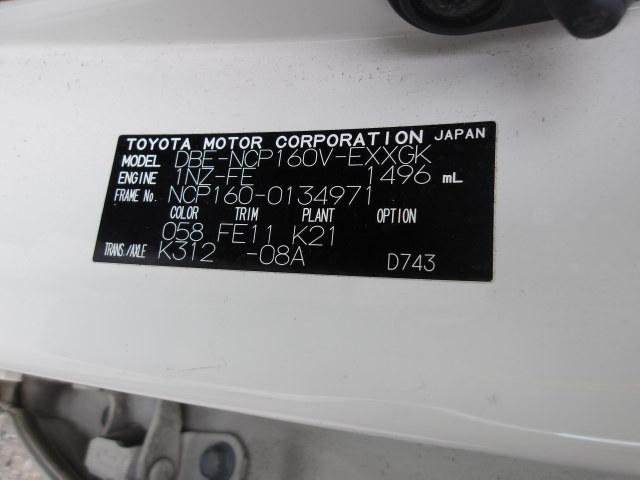 TOYOTA MOTOR CORPORATION JAPAN
MODEL DBE-NCP160V-EXXGK
ENGINE 1NZ-FE 1496 mL
FRAME No. NCP160-0134971
COLOR TRIM PLANT OPTION
058 FE11 K21
TRANS./AXLE K312 -08A D743